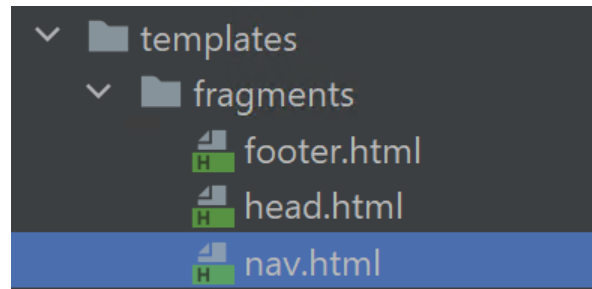 templates
fragments
H footer.html
H head.html
H nav.html